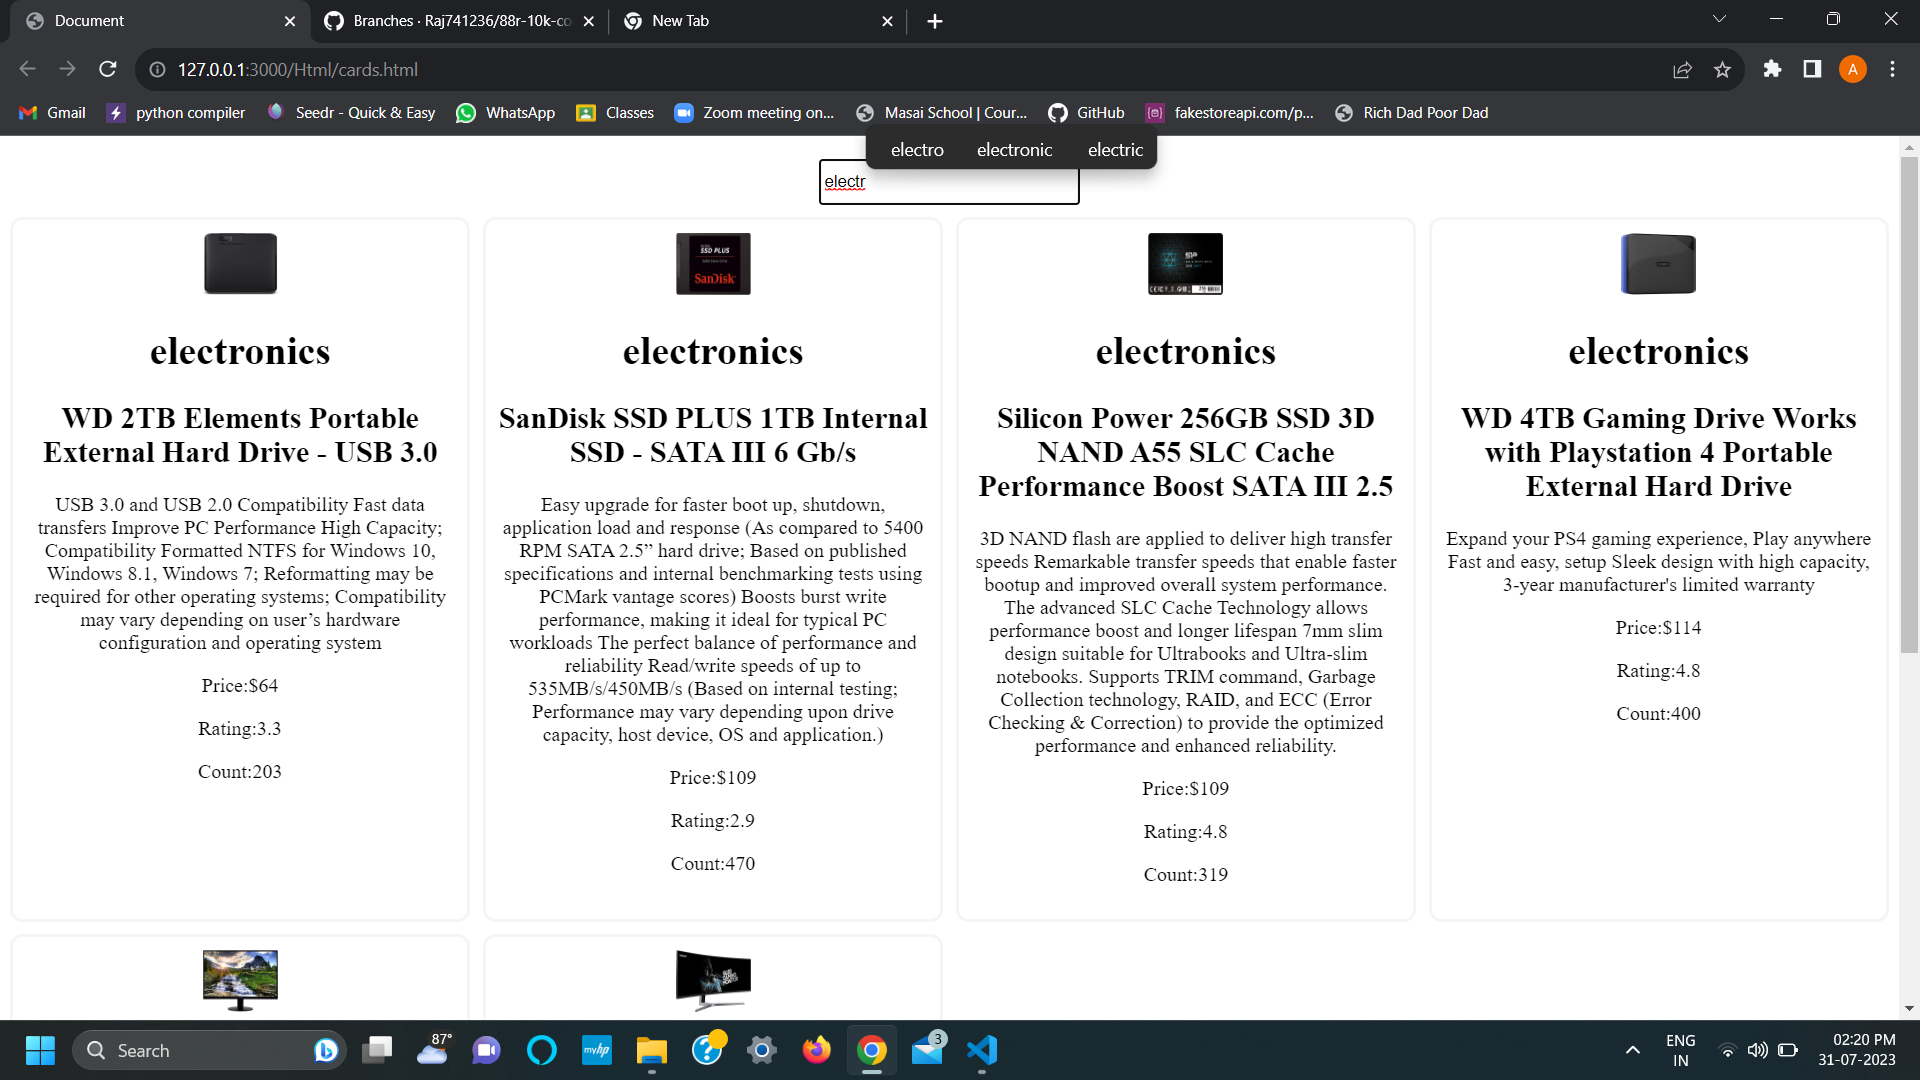 Document
Branches · Raj741236/88r-10k-co
New Tab
127.0.0.1:3000/Html/cards.html
A
Gmail
python compiler
Seedr - Quick & Easy
WhatsApp
Classes
Zoom meeting on...
Masai School | Cour...
GitHub
fakestoreapi.com/p...
Rich Dad Poor Dad
electro electronic electric
electr
SSD PLUS
SanDisk
SP
electronics
WD 2TB Elements Portable
External Hard Drive - USB 3.0
USB 3.0 and USB 2.0 Compatibility Fast data
transfers Improve PC Performance High Capacity;
Compatibility Formatted NTFS for Windows 10,
Windows 8.1, Windows 7; Reformatting may be
required for other operating systems; Compatibility
may vary depending on user’s hardware
configuration and operating system
Price:$64
Rating:3.3
Count:203
electronics
SanDisk SSD PLUS 1TB Internal
SSD - SATA III 6 Gb/s
Easy upgrade for faster boot up, shutdown,
application load and response (As compared to 5400
RPM SATA 2.5” hard drive; Based on published
specifications and internal benchmarking tests using
PCMark vantage scores) Boosts burst write
performance, making it ideal for typical PC
workloads The perfect balance of performance and
reliability Read/write speeds of up to
535MB/s/450MB/s (Based on internal testing;
Performance may vary depending upon drive
capacity, host device, OS and application.)
Price:$109
Rating:2.9
Count:470
electronics
Silicon Power 256GB SSD 3D
NAND A55 SLC Cache
Performance Boost SATA III 2.5
3D NAND flash are applied to deliver high transfer
speeds Remarkable transfer speeds that enable faster
bootup and improved overall system performance.
The advanced SLC Cache Technology allows
performance boost and longer lifespan 7mm slim
design suitable for Ultrabooks and Ultra-slim
notebooks. Supports TRIM command, Garbage
Collection technology, RAID, and ECC (Error
Checking & Correction) to provide the optimized
performance and enhanced reliability.
Price:$109
Rating:4.8
Count:319
electronics
WD 4TB Gaming Drive Works
with Playstation 4 Portable
External Hard Drive
Expand your PS4 gaming experience, Play anywhere
Fast and easy, setup Sleek design with high capacity,
3-year manufacturer's limited warranty
Price:$114
Rating:4.8
Count:400
Search
87°
myhp
3
ENG
IN
02:20 PM
31-07-2023